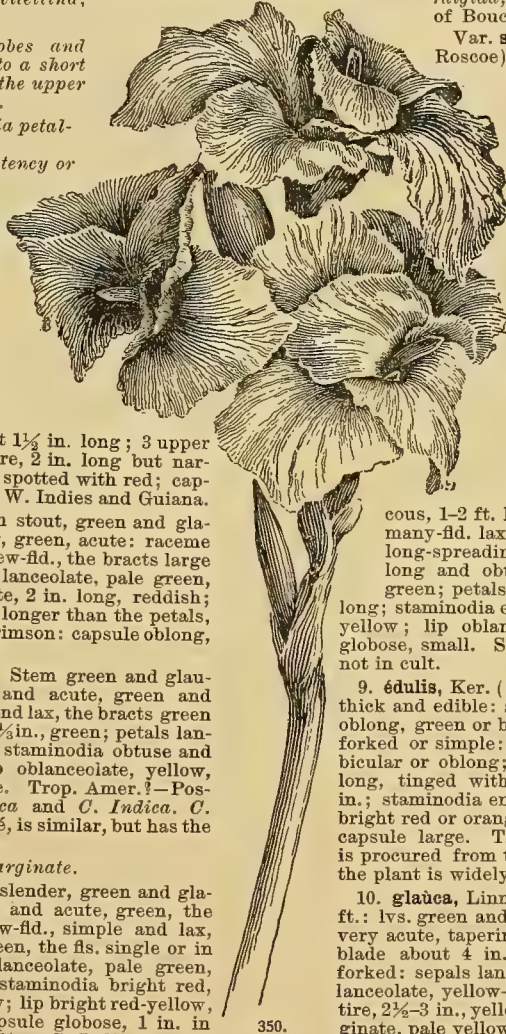 obes and
to a short
the upper
ia petal-
tency or
t 1½ in. long; 3 upper
re, 2 in. long but nar-
spotted with red; cap-
W. Indies and Guiana.
n stout, green and gla-
, green, acute: raceme
ew-fld., the bracts large
lanceolate, pale green,
te, 2 in. long, reddish;
longer than the petals,
rimson: capsule oblong,
Stem green and glau-
and acute, green and
nd lax, the bracts green
⅓in., green; petals lan-
staminodia obtuse and
oblanceolate, yellow,
e. Trop. Amer.?—Pos-
ca and C. Indica. C.
é, is similar, but has the
arginate.
slender, green and gla-
and acute, green, the
w-fld., simple and lax,
een, the fls. single or in
lanceolate, pale green,
staminodia bright red,
; lip bright red-yellow,
psule globose, 1 in. in
of Bouc
Var. s
Roscoe)
cous, 1-2 ft. l
many-fld. lax
long-spreadin
long and obt
green; petals
long; staminodia e
yellow; lip oblan
globose, small. S
not in cult.
9. édulis, Ker. (
thick and edible: s
oblong, green or b
forked or simple:
bicular or oblong;
long, tinged with
in.; staminodia en
bright red or orang
capsule large. T
is procured from t
the plant is widely
10. glaùca, Linn
ft.: lvs. green and
very acute, taperin
blade about 4 in.
forked: sepals lan
lanceolate, yellow-
tire, 2½-3 in., yell
ginate, pale yellow
350.